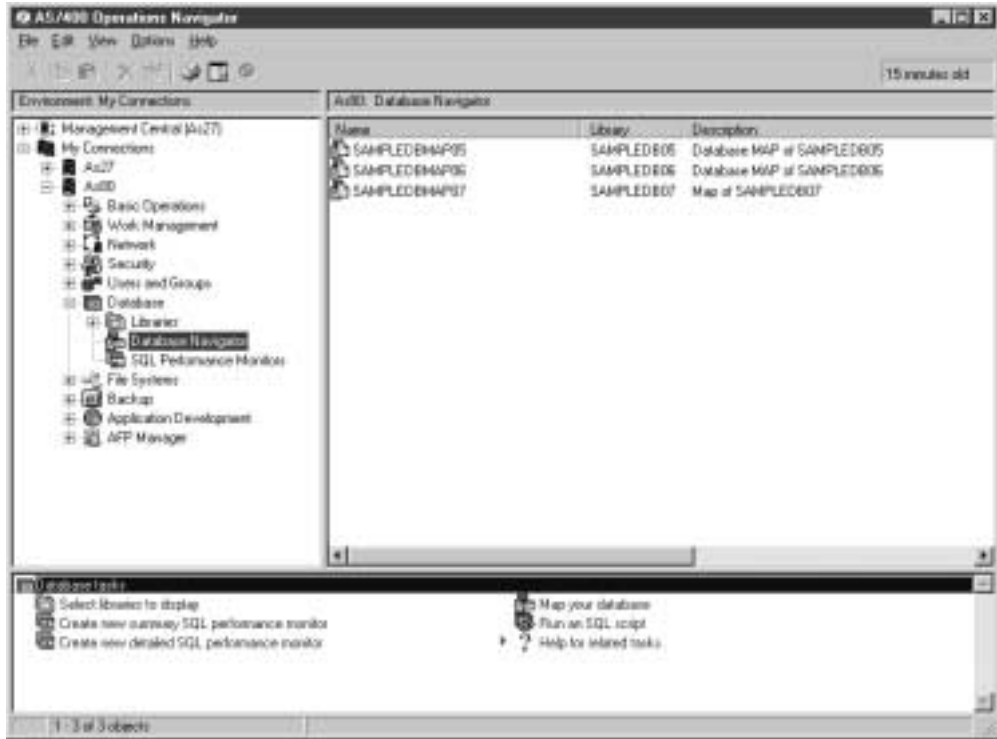 AS/400 Operations Navigator
File Edit View Options Help
15 minutes old
Environment: My Connections
As80: Database Navigator
Management Central (As27)
My Connections
As27
As80
Basic Operations
Work Management
Network
Security
Users and Groups
Database
Libraries
Database Navigator
SQL Performance Monitors
File Systems
Backup
Application Development
AFP Manager
Name Library Description
SAMPLEDBMAP05 SAMPLEDB05 Database MAP of SAMPLEDB05
SAMPLEDBMAP06 SAMPLEDB06 Database MAP of SAMPLEDB06
SAMPLEDBMAP07 SAMPLEDB07 Map of SAMPLEDB07
Database tasks
Select libraries to display
Create new summary SQL performance monitor
Create new detailed SQL performance monitor
Map your database
Run an SQL script
Help for related tasks
1 - 3 of 3 objects